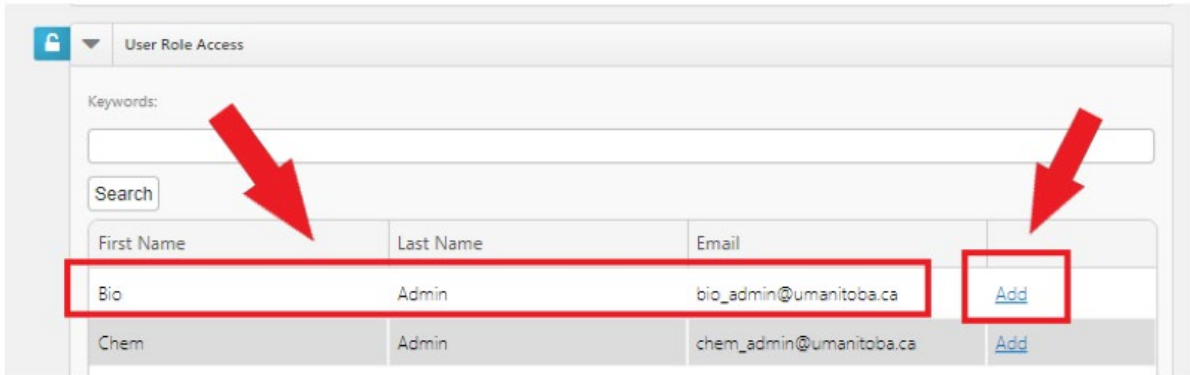 User Role Access
Keywords:
Search
First Name Last Name Email
Bio Admin bio_admin@umanitoba.ca Add
Chem Admin chem_admin@umanitoba.ca Add